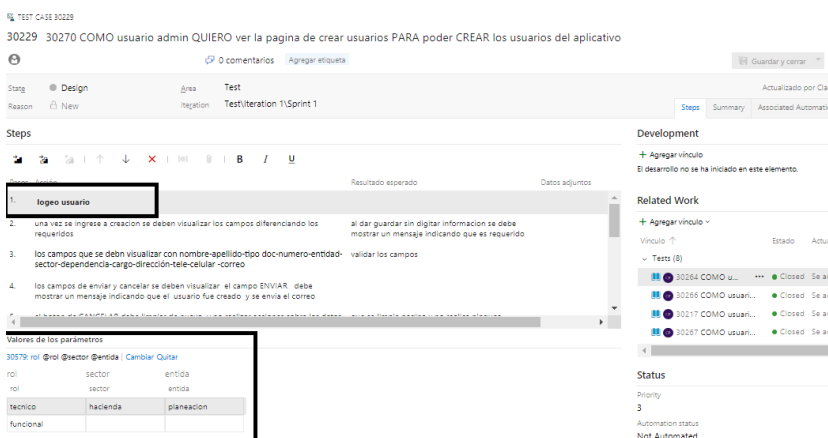 TEST CASE 30229
30229 30270 COMO usuario admin QUIERO ver la pagina de crear usuarios PARA poder CREAR los usuarios del aplicativo
0 comentarios Agregar etiqueta
Guardar y cerrar
State Design Area Test Actualizado por Cla
Reason New Iteration Test\Iteration 1\Sprint 1
Steps Summary Associated Automati
Steps
B I U
Pasos Acción Resultado esperado Datos adjuntos
1. logeo usuario
2. una vez se ingrese a creacion se deben visualizar los campos diferenciando los
requeridos
al dar guardar sin digitar informacion se debe
mostrar un mensaje indicando que es requerido
3. los campos que se debn visualizar con nombre-apellido-tipo doc-numero-entidad-
sector-dependencia-cargo-dirección-tele-celular -correo
validar los campos
4. los campos de enviar y cancelar se deben visualizar el campo ENVIAR debe
mostrar un mensaje indicando que el usuario fue creado y se envia el correo
Valores de los parámetros
30579: rol @rol @sector @entida | Cambiar Quitar
rol sector entida
rol sector entida
tecnico hacienda planeacion
funcional
Development
+ Agregar vínculo
El desarrollo no se ha iniciado en este elemento.
Related Work
+ Agregar vínculo
Vínculo Estado Actu
Tests (8)
30264 COMO u... ••• Closed Se a
30266 COMO usuari... Closed Se a
30217 COMO usuari... Closed Se a
30267 COMO usuari... Closed Se a
Status
Priority
3
Automation status
Not Automated